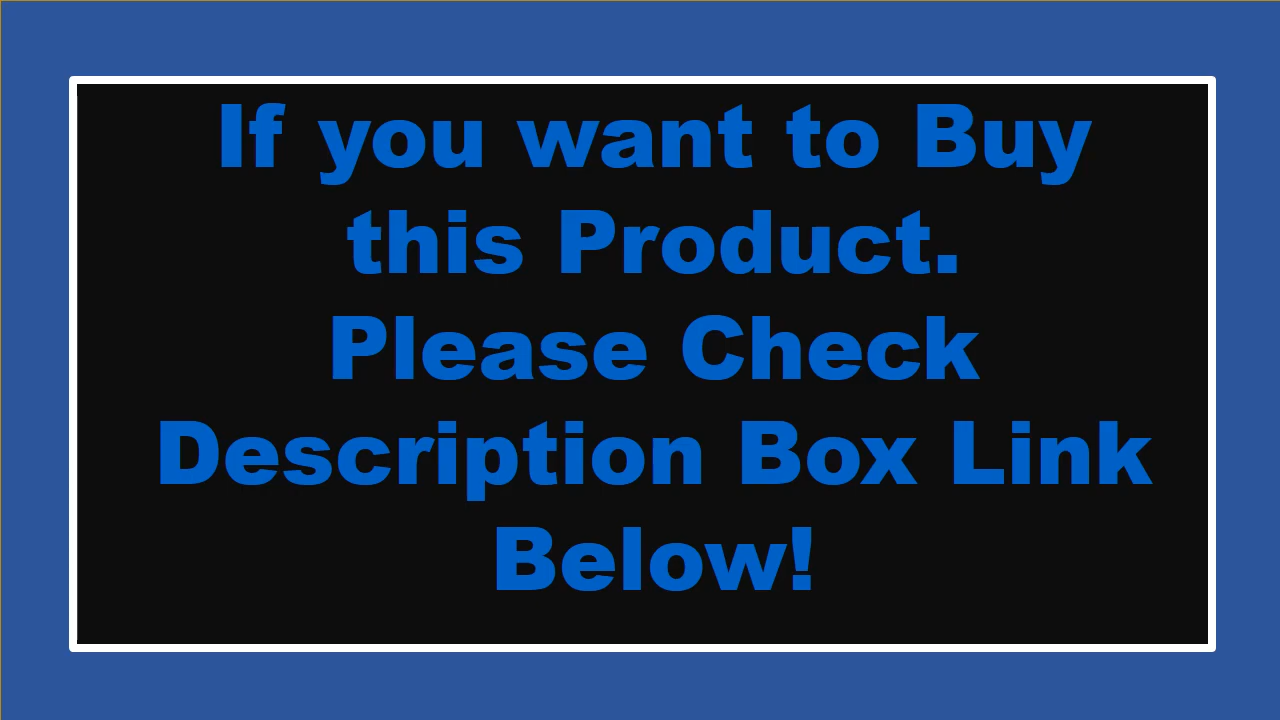 If you want to Buy
this Product.
Please Check
Description Box Link
Below!